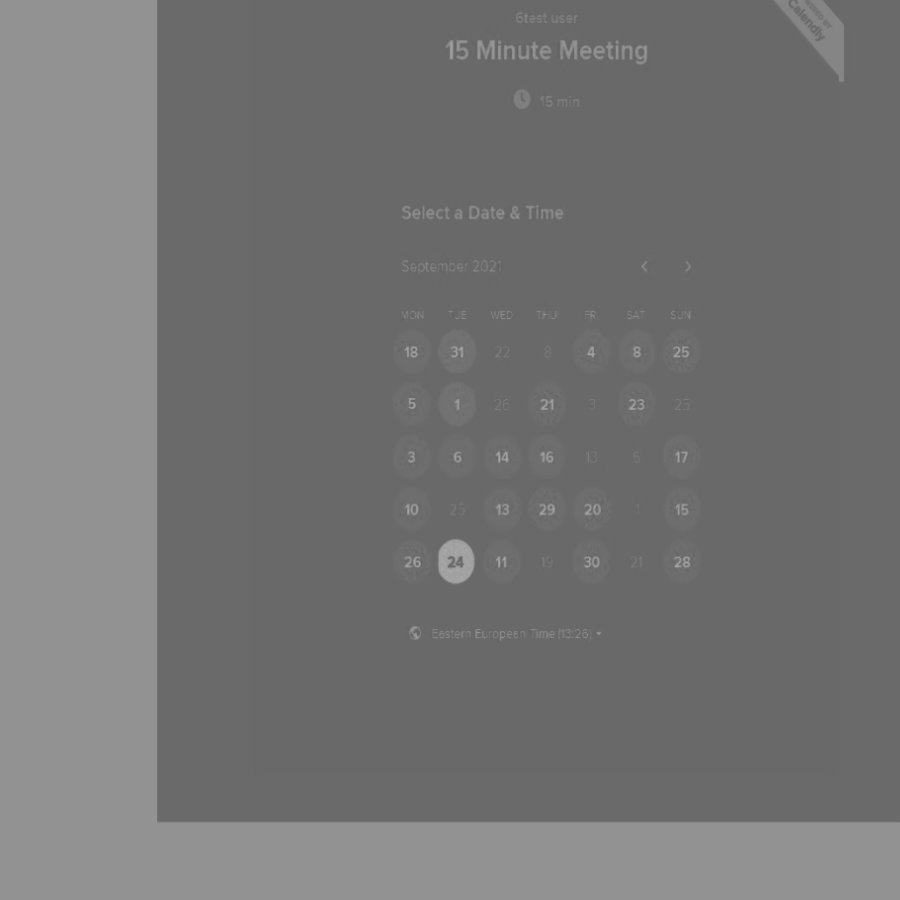 POWERED BY
Calendly
6test user
15 Minute Meeting
15 min
Select a Date & Time
September 2021
MON TUE WED THU FRI SAT SUN
18 31 22 8 4 8 25
5 1 26 21 3 23 25
3 6 14 16 13 5 17
10 25 13 29 20 1 15
26 24 11 19 30 21 28
Eastern European Time (13:26)